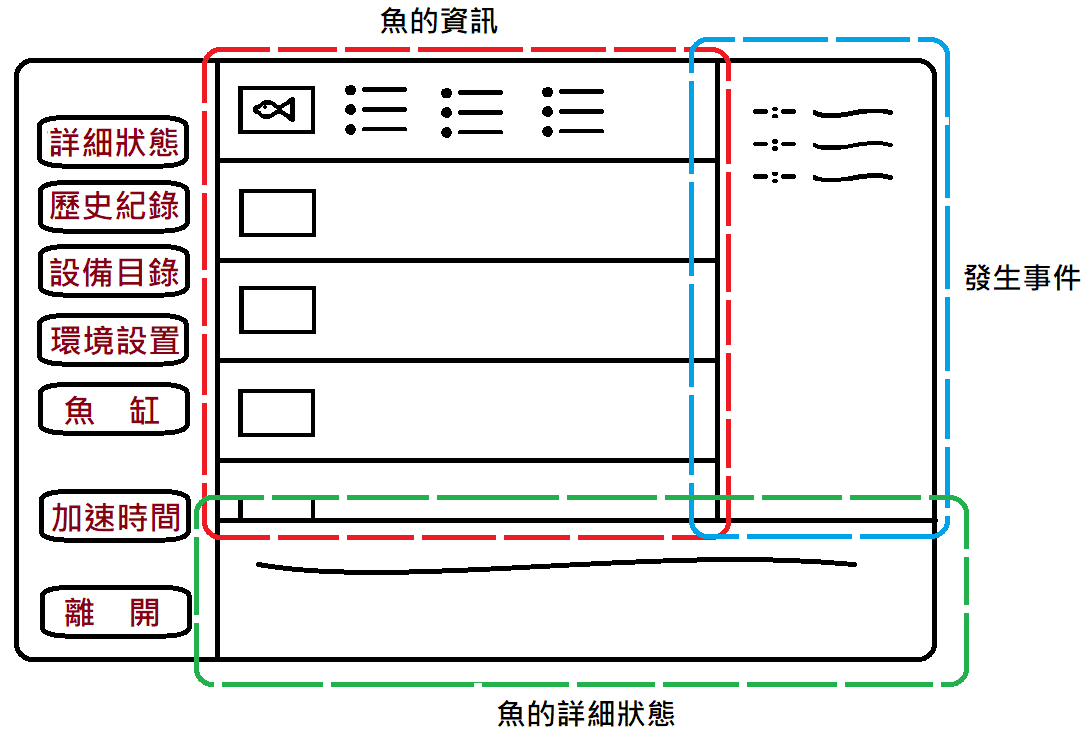 魚的資訊
詳細狀態
歷史紀錄
設備目錄
環境設置
魚 缸
加速時間
離 開
發生事件
魚的詳細狀態